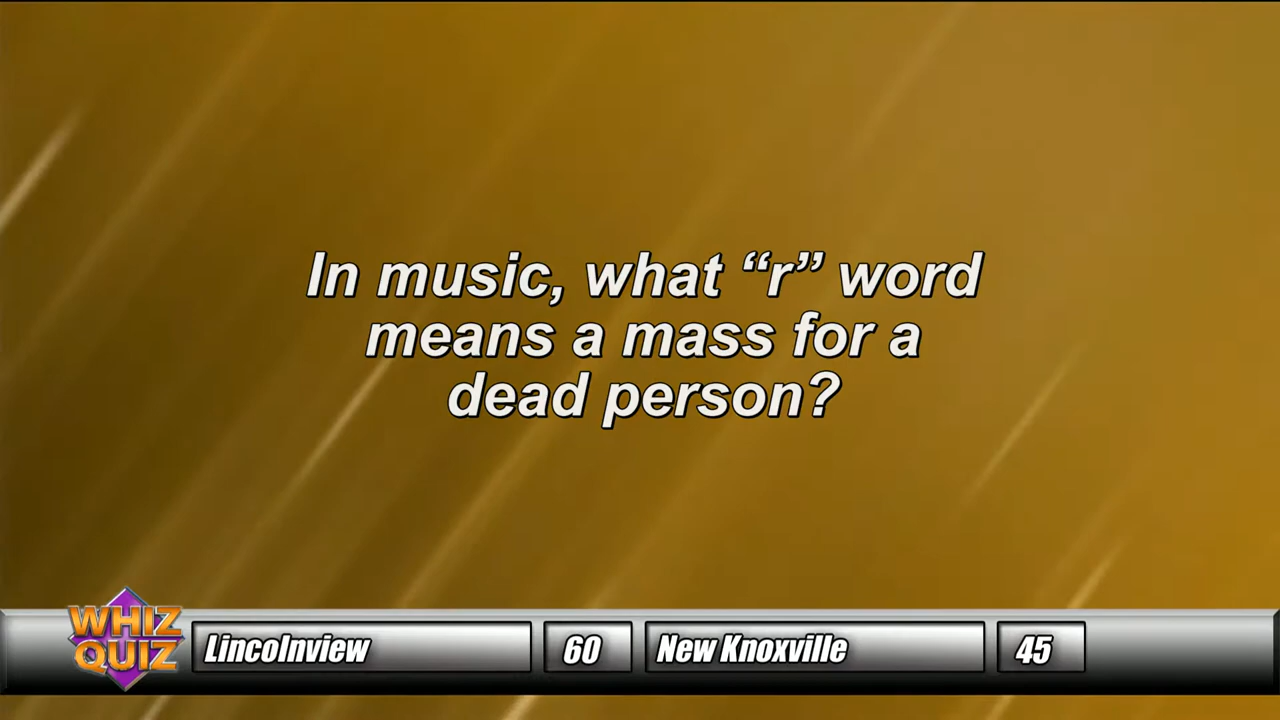 In music, what “r” word
means a mass for a
dead person?
WHIZ
QUIZ
Lincolnview 60 New Knoxville 45